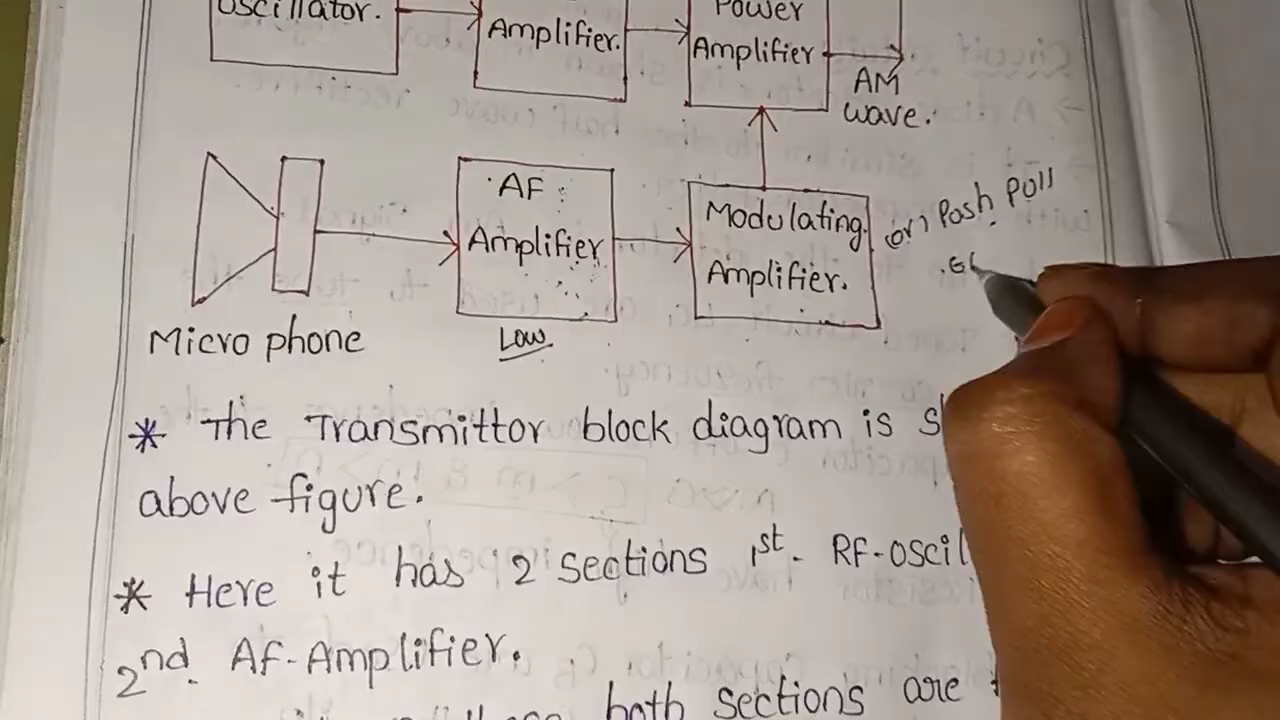 Oscillator.
Amplifier.
Power
Amplifier
AM
wave.
AF
Amplifier
Modulating
Amplifier.
(or) Push Pull
Micro phone
Low
* The Transmittor block diagram is
above figure.
* Here it has 2 sections 1st - RF-Oscil
2nd AF-Amplifier.
both sections are